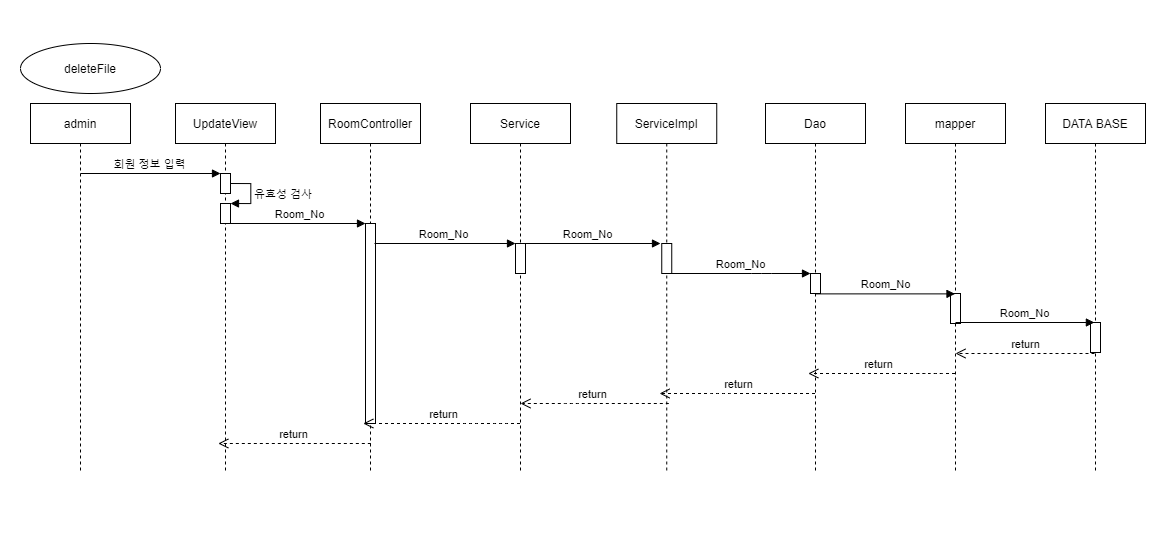 deleteFile
admin
UpdateView
RoomController
Service
ServiceImpl
Dao
mapper
DATA BASE
회원 정보 입력
유효성 검사
Room_No
Room_No
Room_No
Room_No
Room_No
Room_No
return
return
return
return
return
return